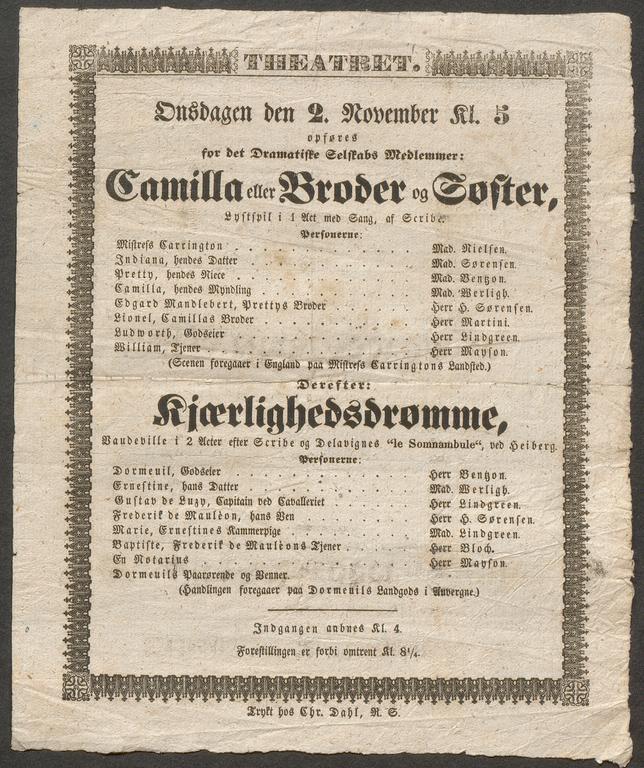 THEATRET.
Onsdagen den 2. November Kl. 5
opføres
for det Dramatiske Selskabs Medlemmer:
Camilla eller Broder og Søster,
Lystspil i 1 Act med Sang, af Scribe.
Personerne:
Mistress Carrington . . . . . . . . . . Mad. Nielsen.
Indiana, hendes Datter . . . . . . . . . . Mad. Sørensen.
Pretty, hendes Niece . . . . . . . . . . Mad. Bentzon.
Camilla, hendes Myndling . . . . . . . . . . Mad. Werligh.
Edgard Mandlebert, Prettys Broder . . . . . . . Herr H. Sørensen.
Lionel, Camillas Broder . . . . . . . . . . Herr Martini.
Ludworth, Godseier . . . . . . . . . . Herr Lindgreen.
William, Tjener . . . . . . . . . . Herr Mayson.
(Scenen foregaaer i England paa Mistress Carringtons Landsted.)
Derefter:
Kjærlighedsdrømme,
Vaudeville i 2 Acter efter Scribe og Delavignes "le Somnambule", ved Heiberg.
Personerne:
Dormeuil, Godseier . . . . . . . . . . Herr Bentzon.
Ernestine, hans Datter . . . . . . . . . . Mad. Werligh.
Gustav de Luzy, Capitain ved Cavalleriet . . . . . . Herr Lindgreen.
Frederik de Maulèon, hans Ven . . . . . . . Herr H. Sørensen.
Marie, Ernestines Kammerpige . . . . . . . Mad. Lindgreen.
Baptiste, Frederik de Maulèons Tjener . . . . . . Herr Bloch.
En Notarius . . . . . . . . . . Herr Mayson.
Dormeuils Paarørende og Venner.
(Handlingen foregaaer paa Dormeuils Landgods i Auvergne.)
Indgangen aabnes Kl. 4.
Forestillingen er forbi omtrent Kl. 8¼.
Trykt hos Chr. Dahl, R. S.